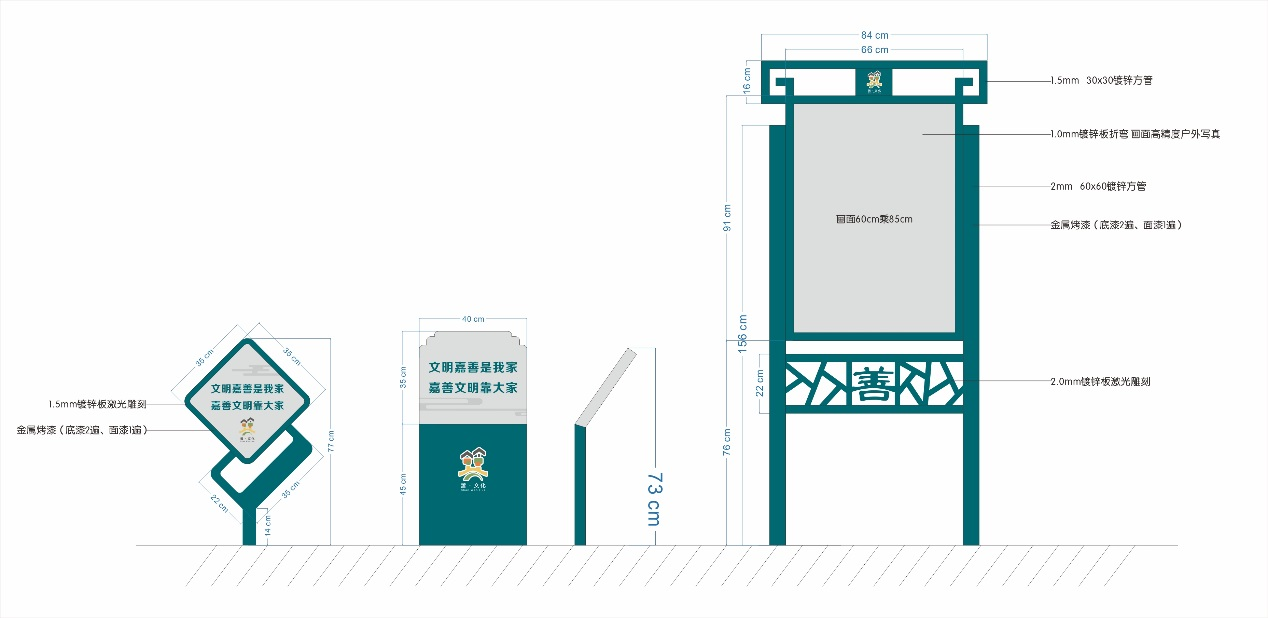 84 cm
66 cm
16 cm
1.5mm 30x30镀锌方管
1.0mm镀锌板折弯 画面高精度户外写真
2mm 60x60镀锌方管
金属烤漆（底漆2遍、面漆1遍）
画面60cm乘85cm
91 cm
156 cm
22 cm
76 cm
善
2.0mm镀锌板激光雕刻
35 cm
35 cm
文明嘉善是我家
嘉善文明靠大家
1.5mm镀锌板激光雕刻
金属烤漆（底漆2遍、面漆1遍）
77 cm
22 cm
35 cm
14 cm
40 cm
35 cm
文明嘉善是我家
嘉善文明靠大家
45 cm
善·文化
73 cm